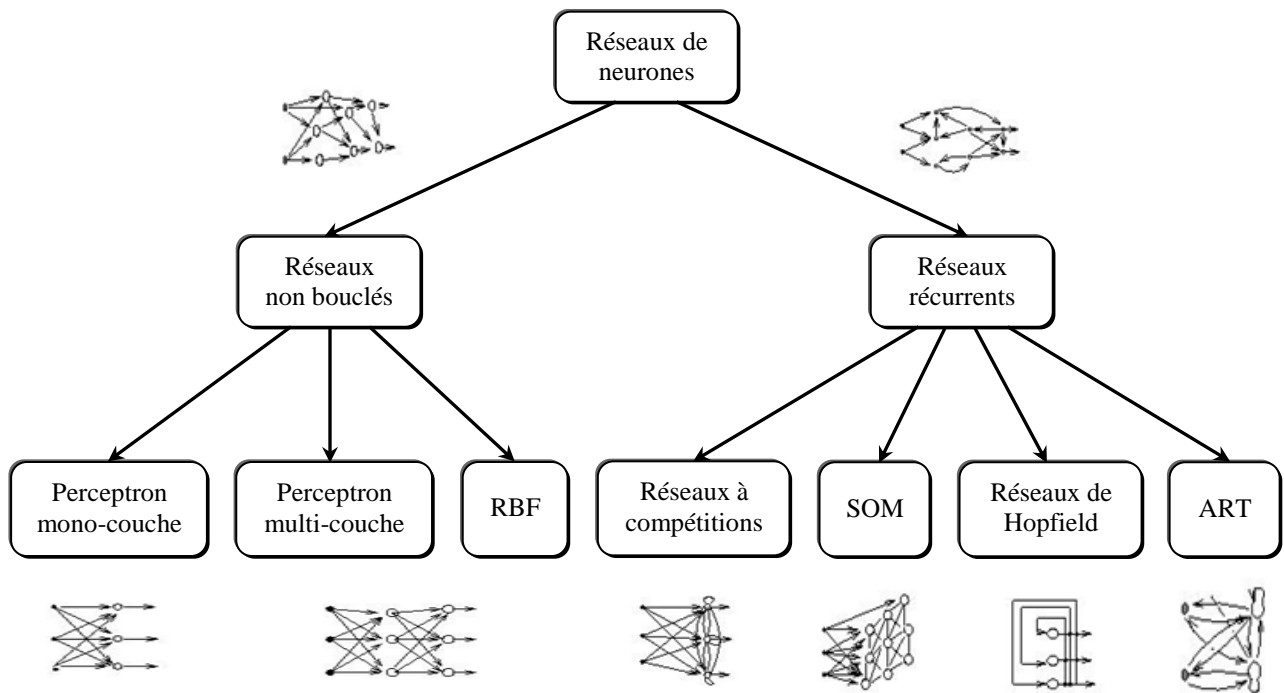 Réseaux de
neurones
Réseaux
non bouclés
Réseaux
récurrents
Perceptron
mono-couche
Perceptron
multi-couche
RBF
Réseaux à
compétitions
SOM
Réseaux de
Hopfield
ART